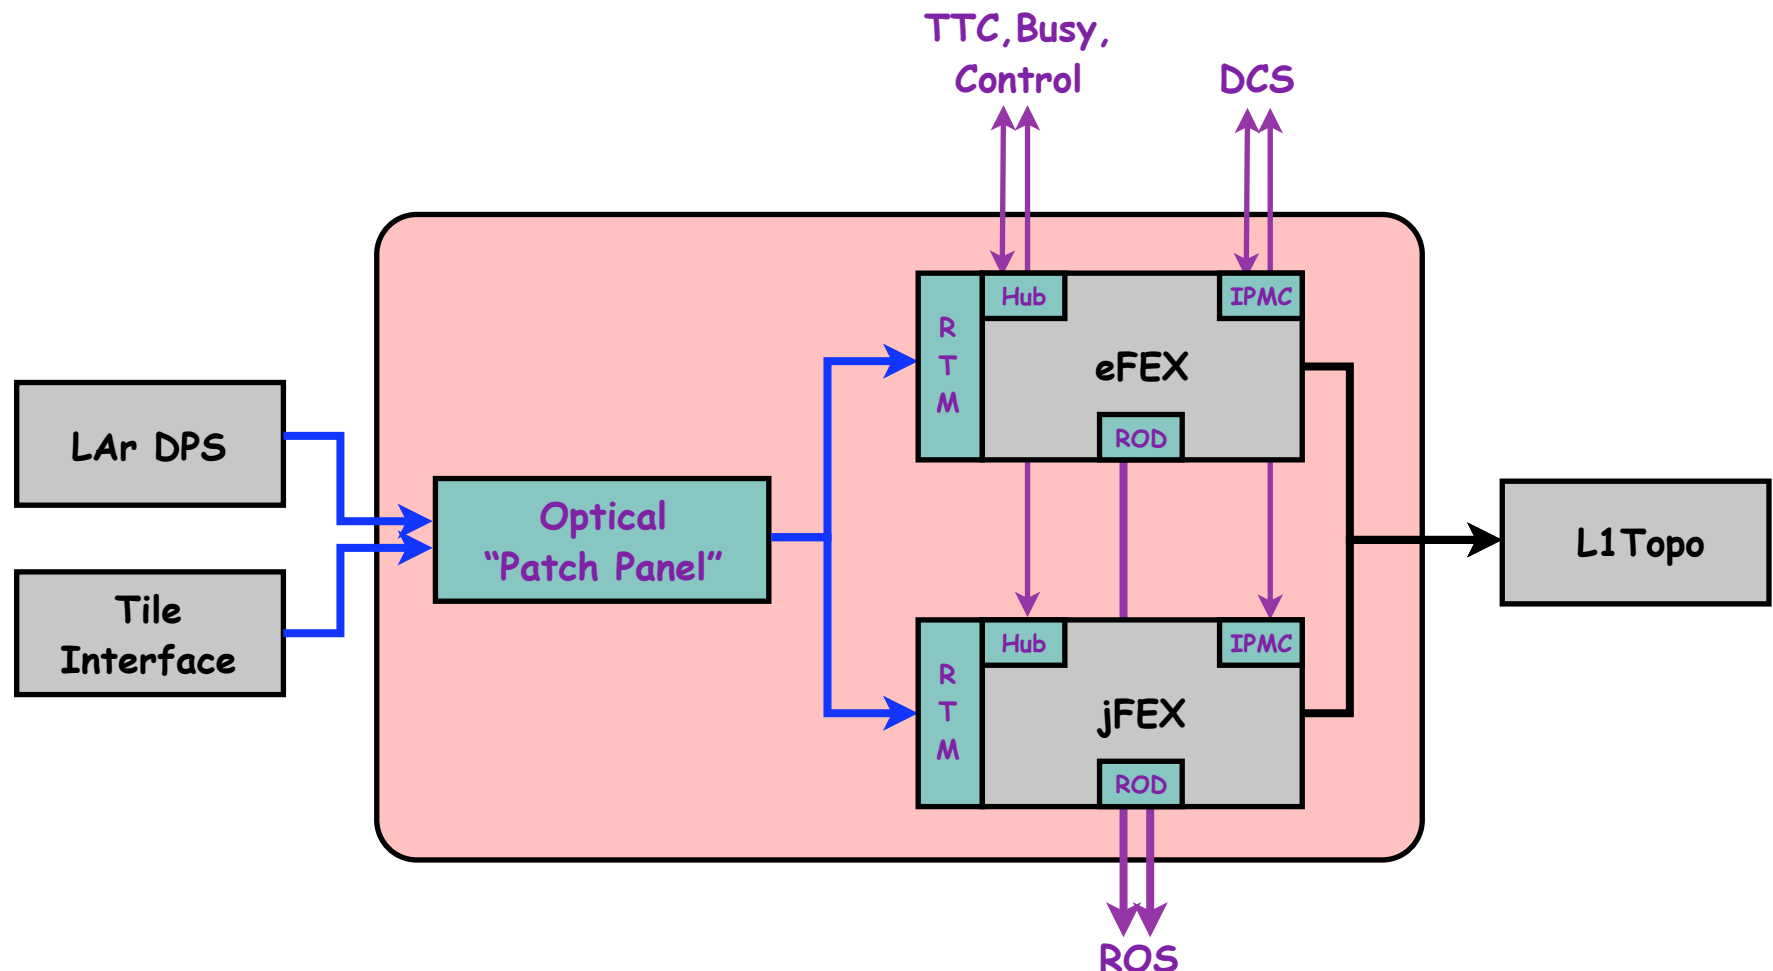 TTC,Busy,
Control
DCS
Hub
IPMC
R
T
M
eFEX
ROD
LAr DPS
Optical
“Patch Panel”
L1Topo
Tile
Interface
Hub
IPMC
R
T
M
jFEX
ROD
ROS